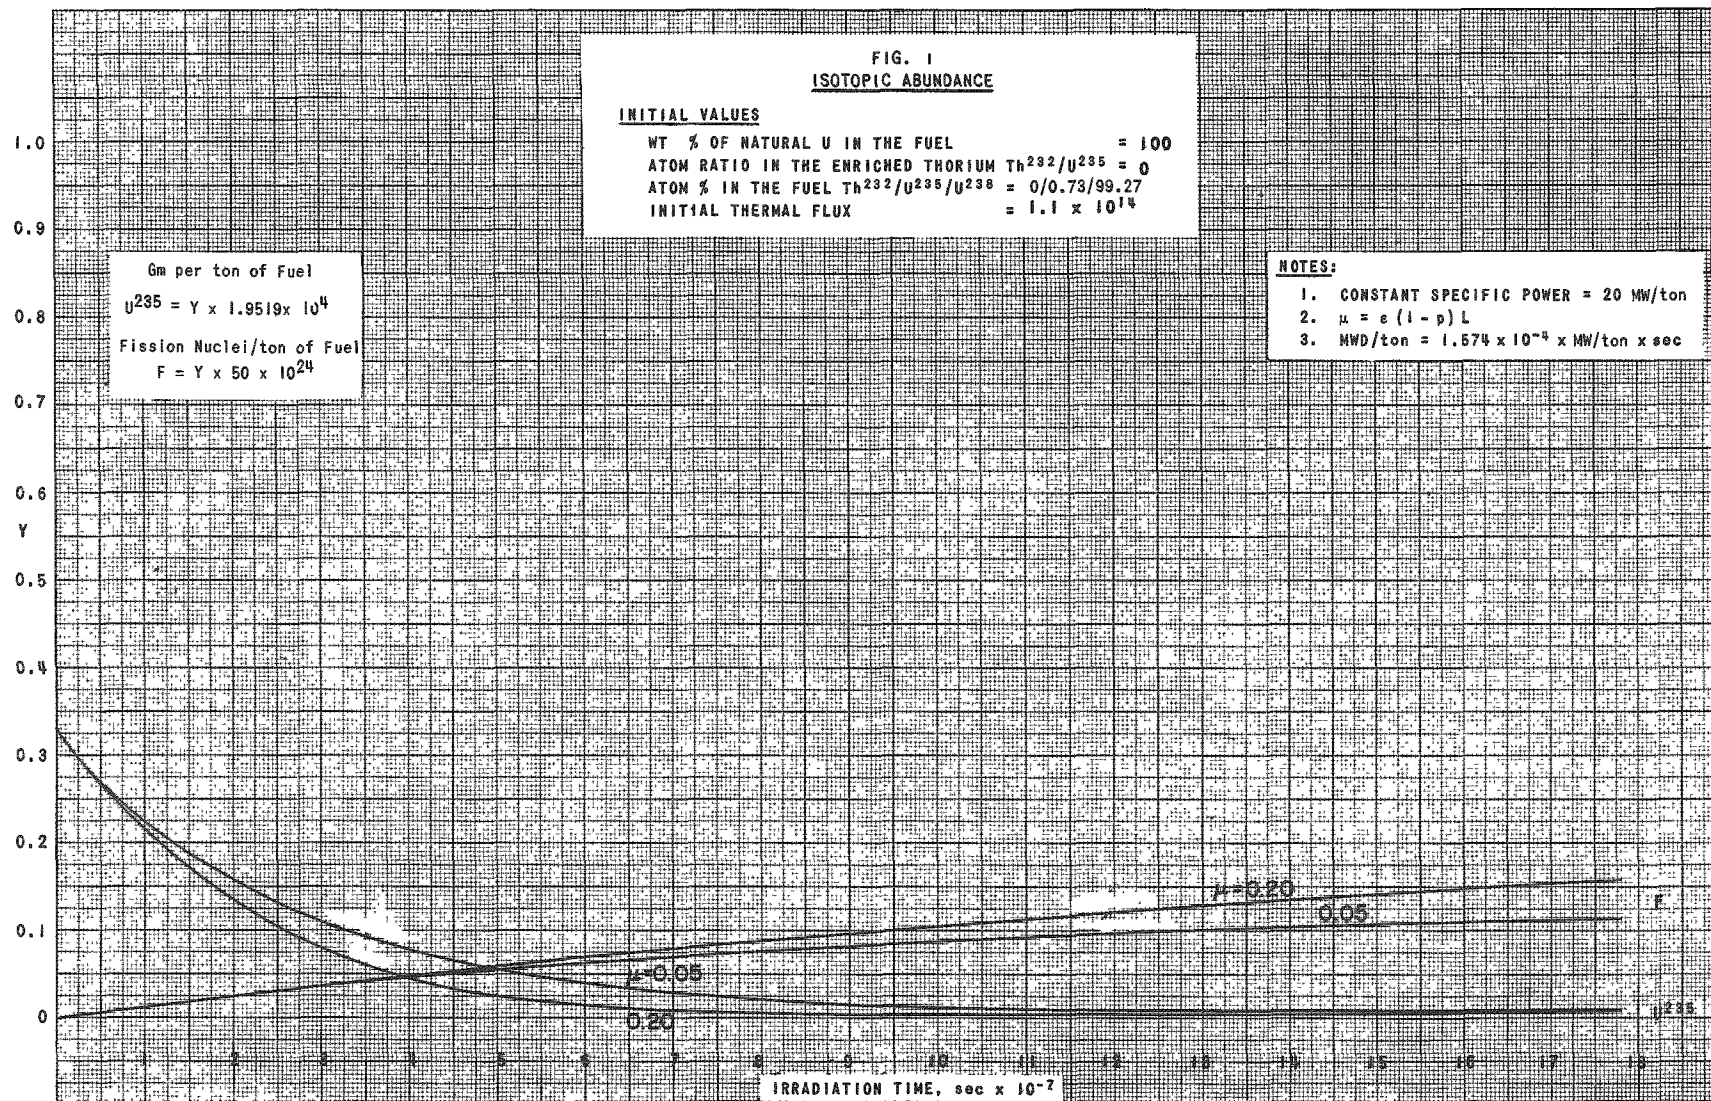 FIG. 1
ISOTOPIC ABUNDANCE
INITIAL VALUES
WT % OF NATURAL U IN THE FUEL = 100
ATOM RATIO IN THE ENRICHED THORIUM Th²³²/U²³⁵ = 0
ATOM % IN THE FUEL Th²³²/U²³⁵/U²³⁸ = 0/0.73/99.27
INITIAL THERMAL FLUX = 1.1 x 10¹⁴
Gm per ton of Fuel
U²³⁵ = Y x 1.9519x 10⁴
Fission Nuclei/ton of Fuel
F = Y x 50 x 10²⁴
NOTES:
1. CONSTANT SPECIFIC POWER = 20 MW/ton
2. μ = ε (1 - p) L
3. MWD/ton = 1.574 x 10⁻⁴ x MW/ton x sec
1.0
0.9
0.8
0.7
0.6
Y
0.5
0.4
0.3
0.2
0.1
0
μ=0.20
0.05
F
μ=0.05
0.20
U²³⁵
1 2 3 4 5 6 7 8 9 10 11 12 13 14 15 16 17 18
IRRADIATION TIME, sec x 10⁻⁷